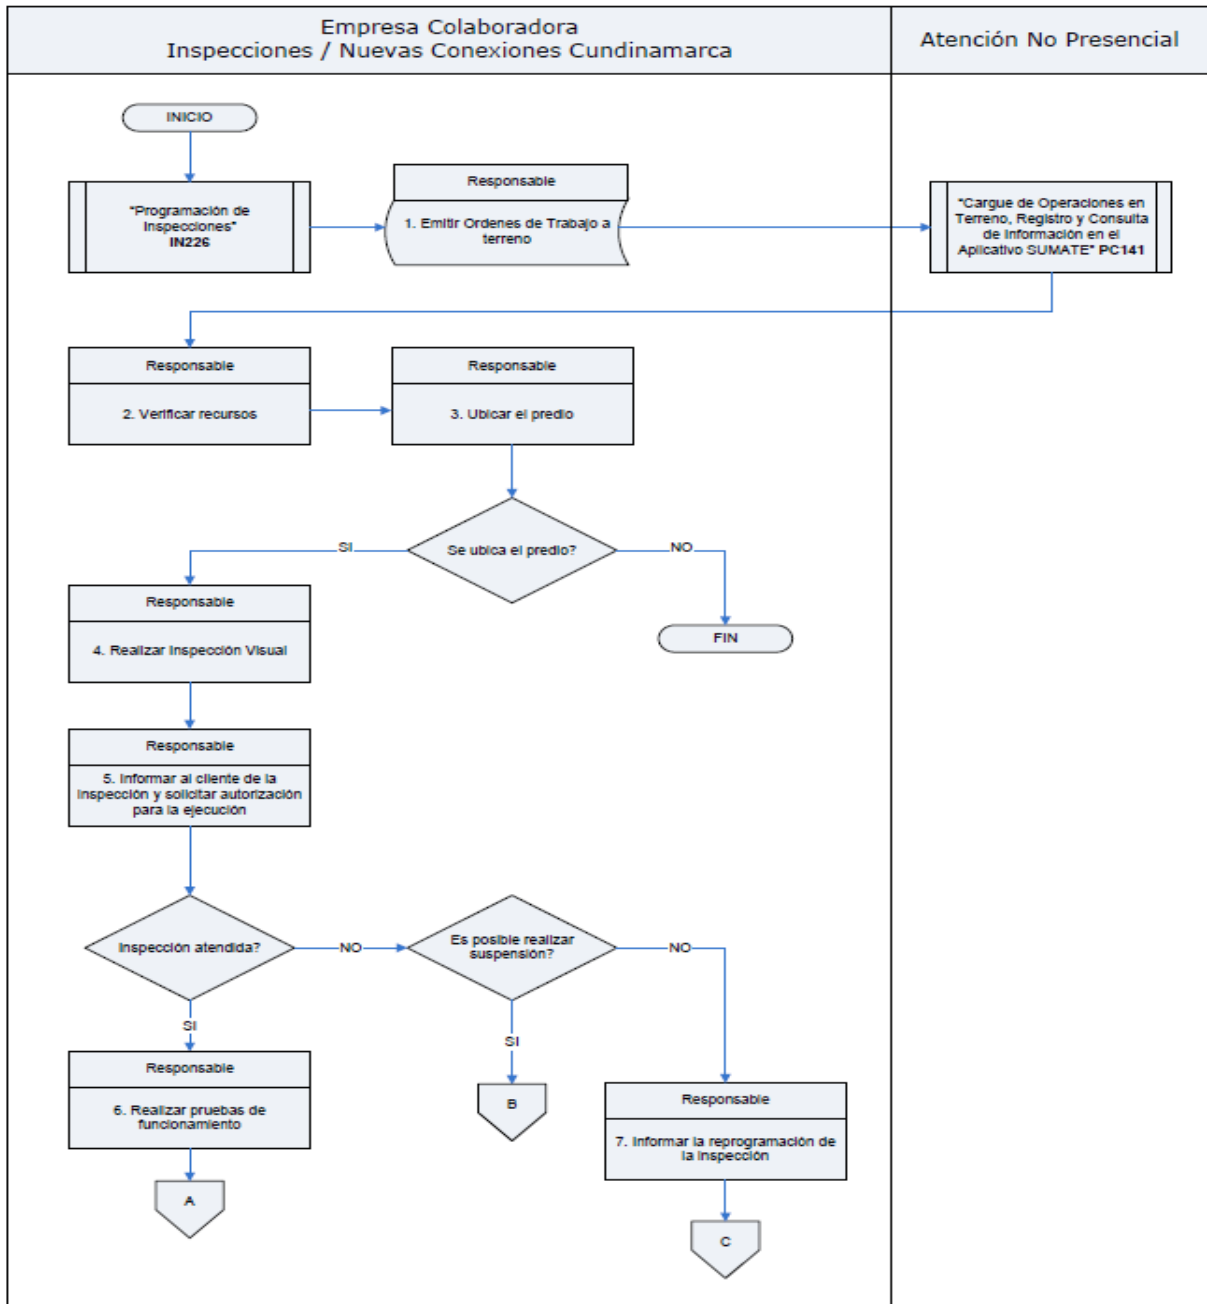 Empresa Colaboradora
Inspecciones / Nuevas Conexiones Cundinamarca
Atención No Presencial
INICIO
"Programación de
Inspecciones"
IN226
Responsable
1. Emitir Ordenes de Trabajo a
terreno
"Cargue de Operaciones en
Terreno, Registro y Consulta
de Información en el
Aplicativo SUMATE" PC141
Responsable
2. Verificar recursos
Responsable
3. Ubicar el predio
Se ubica el predio?
SI
NO
FIN
Responsable
4. Realizar Inspección Visual
Responsable
5. Informar al cliente de la
Inspección y solicitar autorización
para la ejecución
Inspección atendida?
NO
Es posible realizar
suspensión?
NO
SI
SI
Responsable
6. Realizar pruebas de
funcionamiento
B
Responsable
7. Informar la reprogramación de
la Inspección
A
C